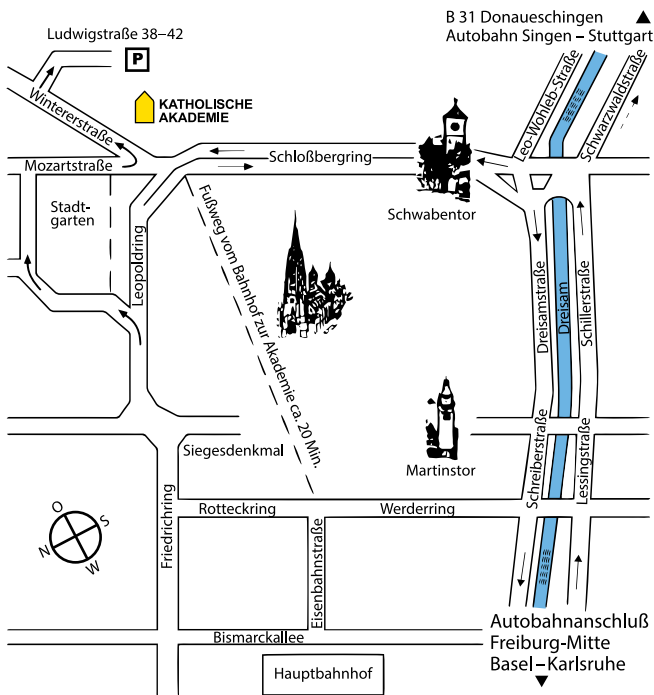 B 31 Donaueschingen ▲
Autobahn Singen – Stuttgart
Ludwigstraße 38–42
P
Wintererstraße
KATHOLISCHE
AKADEMIE
Leo-Wohleb-Straße
Schwarzwaldstraße
Mozartstraße
Schloßbergring
Schwabentor
Stadt-
garten
Leopoldring
Fußweg vom Bahnhof zur Akademie ca. 20 Min.
Dreisamstraße
Dreisam
Schillerstraße
Siegesdenkmal
Martinstor
Schreiberstraße
Lessingstraße
Friedrichring
Rotteckring
Werderring
Eisenbahnstraße
O
S
N
W
Bismarckallee
Hauptbahnhof
Autobahnanschluß
Freiburg-Mitte
Basel – Karlsruhe
▼